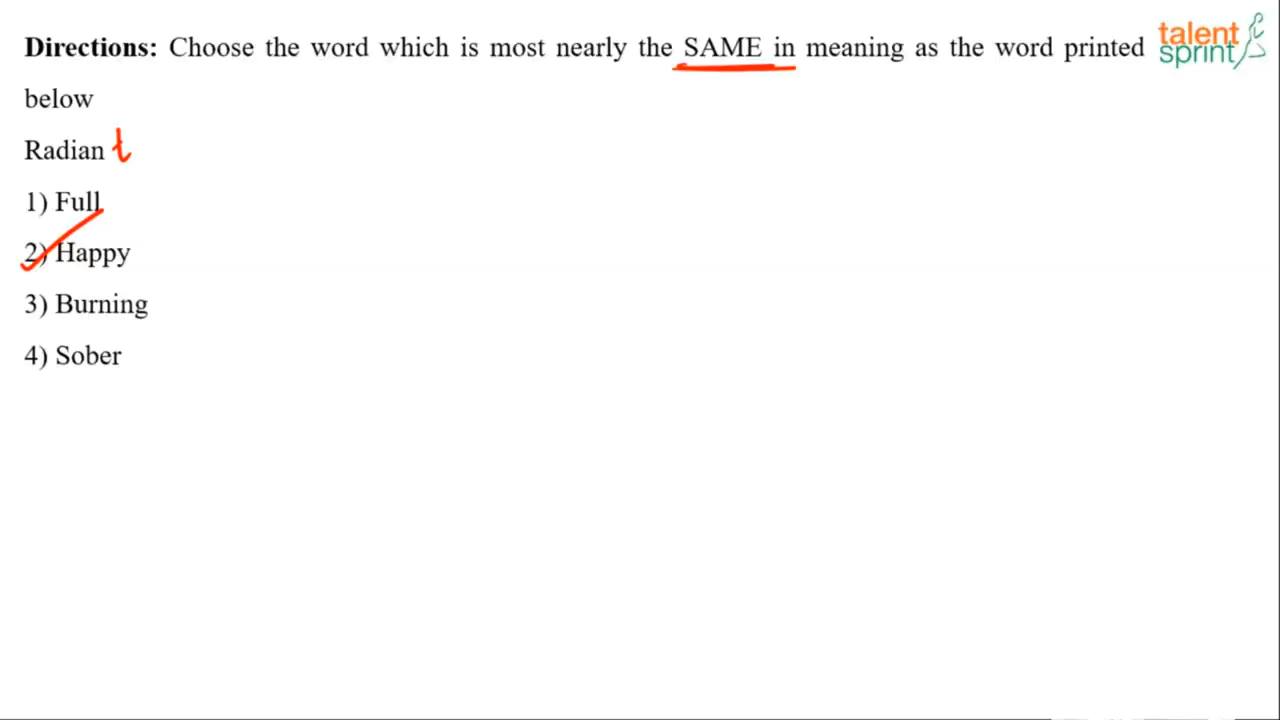 Directions: Choose the word which is most nearly the SAME in meaning as the word printed
talent
sprint
below
Radian t
1) Full
2) Happy
3) Burning
4) Sober